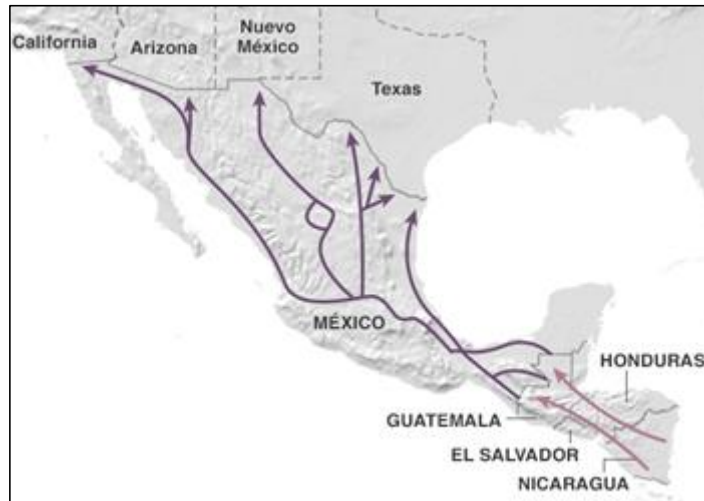 California
Arizona
Nuevo
México
Texas
MÉXICO
HONDURAS
GUATEMALA
EL SALVADOR
NICARAGUA